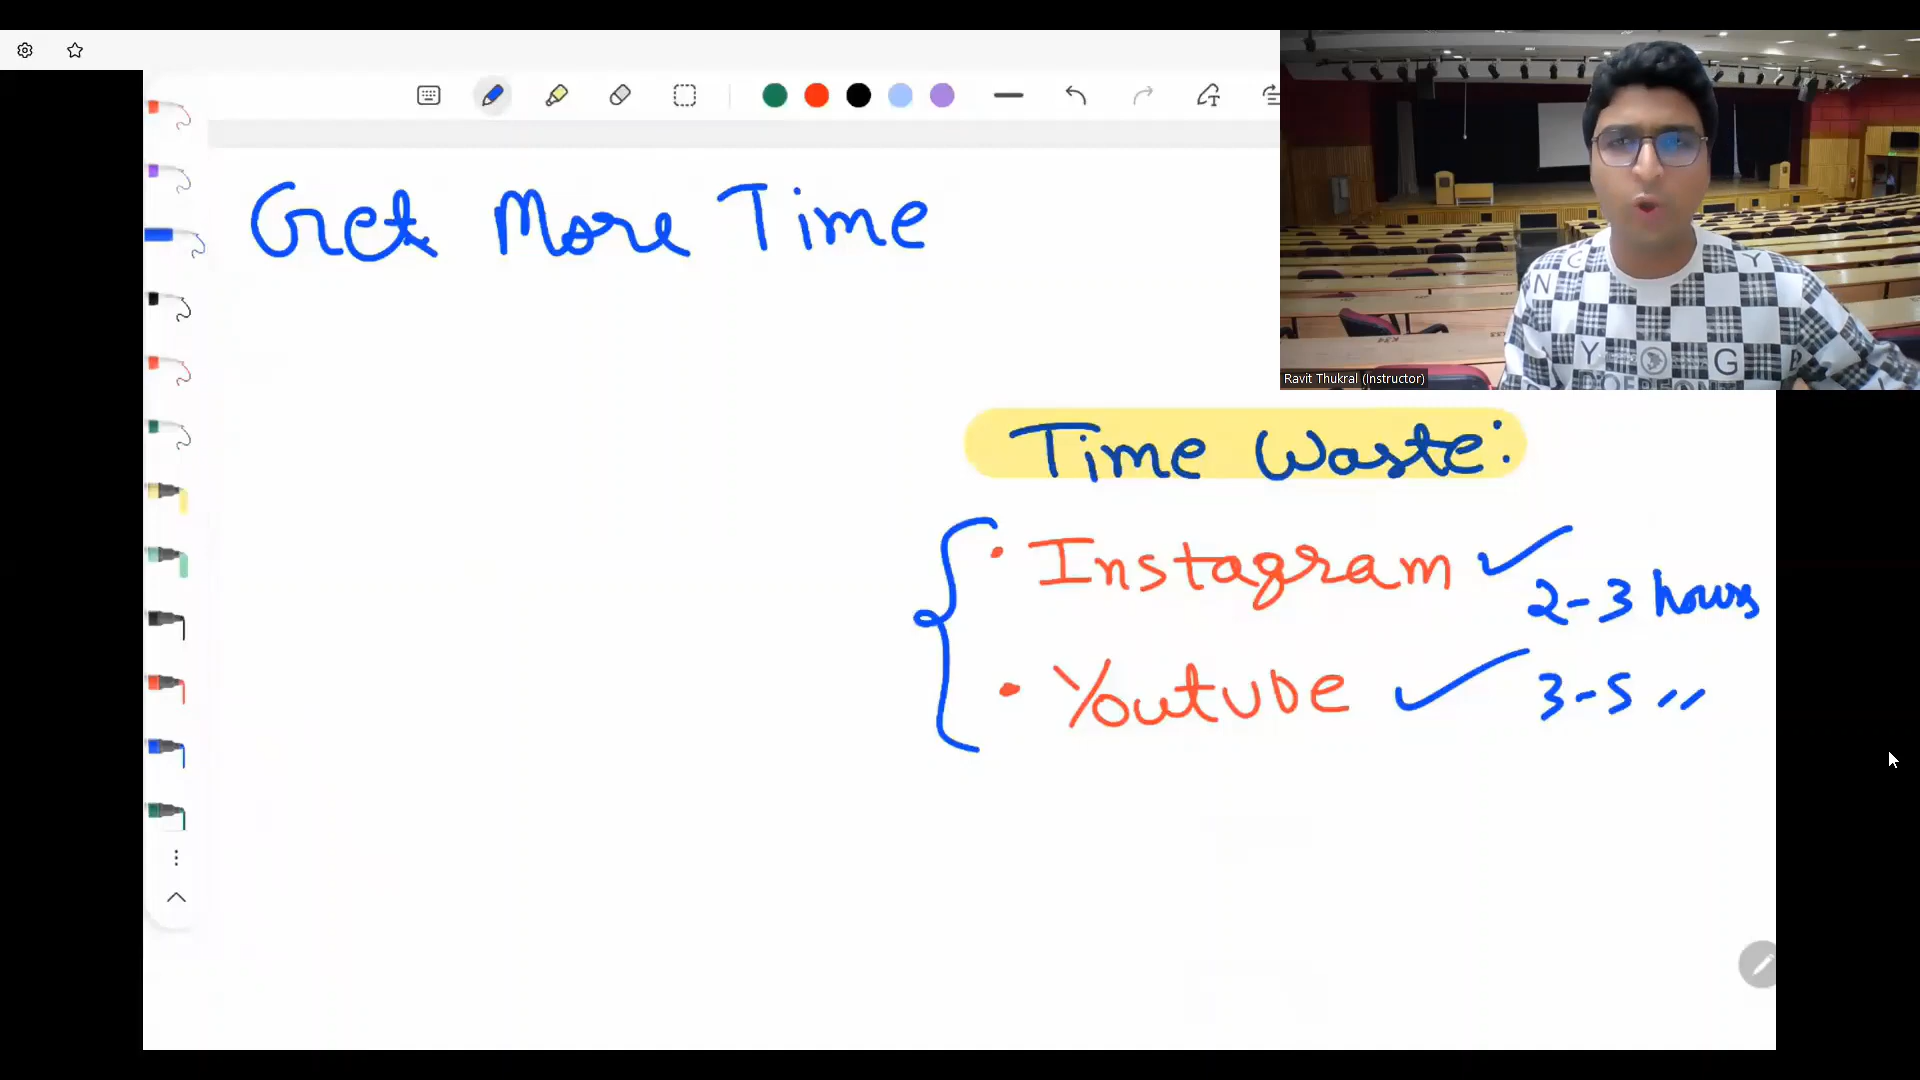 Get More Time
Ravit Thukral (Instructor)
Time Waste:
• Instagram ✓
2-3 hours
• Youtube ✓ 3-5 〃